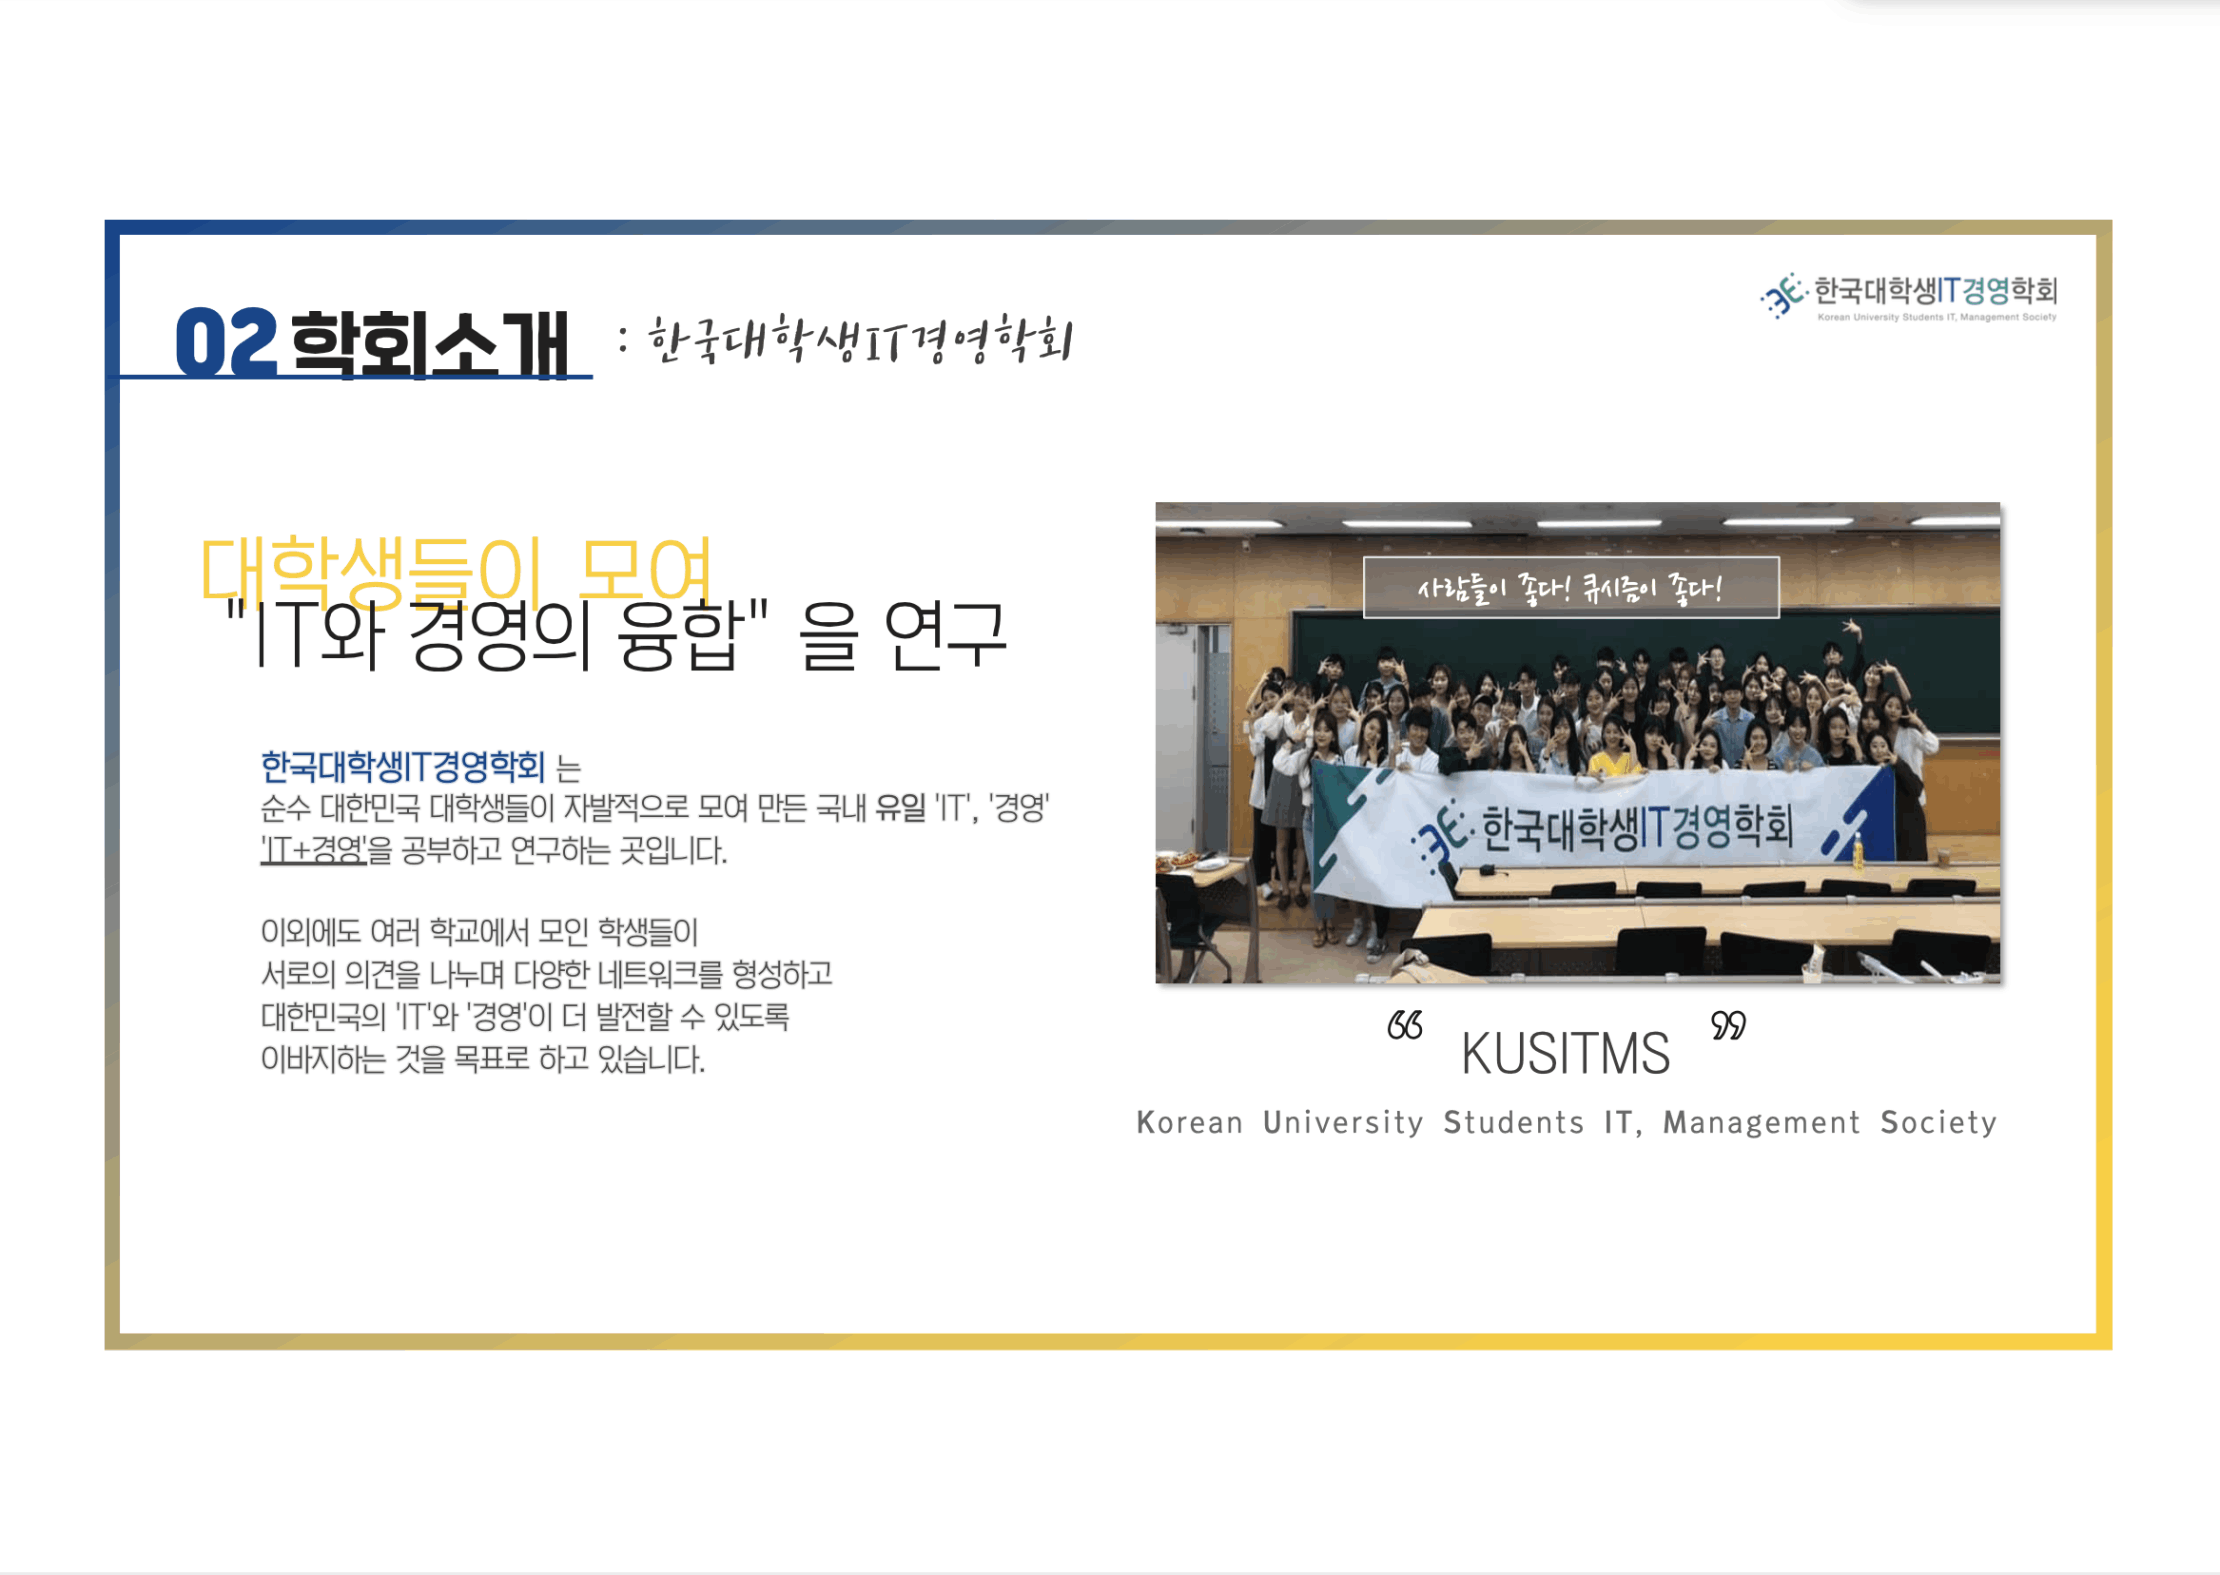 02 학회소개 : 한국대학생IT경영학회
한국대학생IT경영학회
Korean University Students IT, Management Society
대학생들이 모여
"IT와 경영의 융합" 을 연구
한국대학생IT경영학회 는
순수 대한민국 대학생들이 자발적으로 모여 만든 국내 유일 'IT', '경영'
'IT+경영'을 공부하고 연구하는 곳입니다.
이외에도 여러 학교에서 모인 학생들이
서로의 의견을 나누며 다양한 네트워크를 형성하고
대한민국의 'IT'와 '경영'이 더 발전할 수 있도록
이바지하는 것을 목표로 하고 있습니다.
사람들이 좋다! 큐시즘이 좋다!
한국대학생IT경영학회
“ KUSITMS ”
Korean University Students IT, Management Society